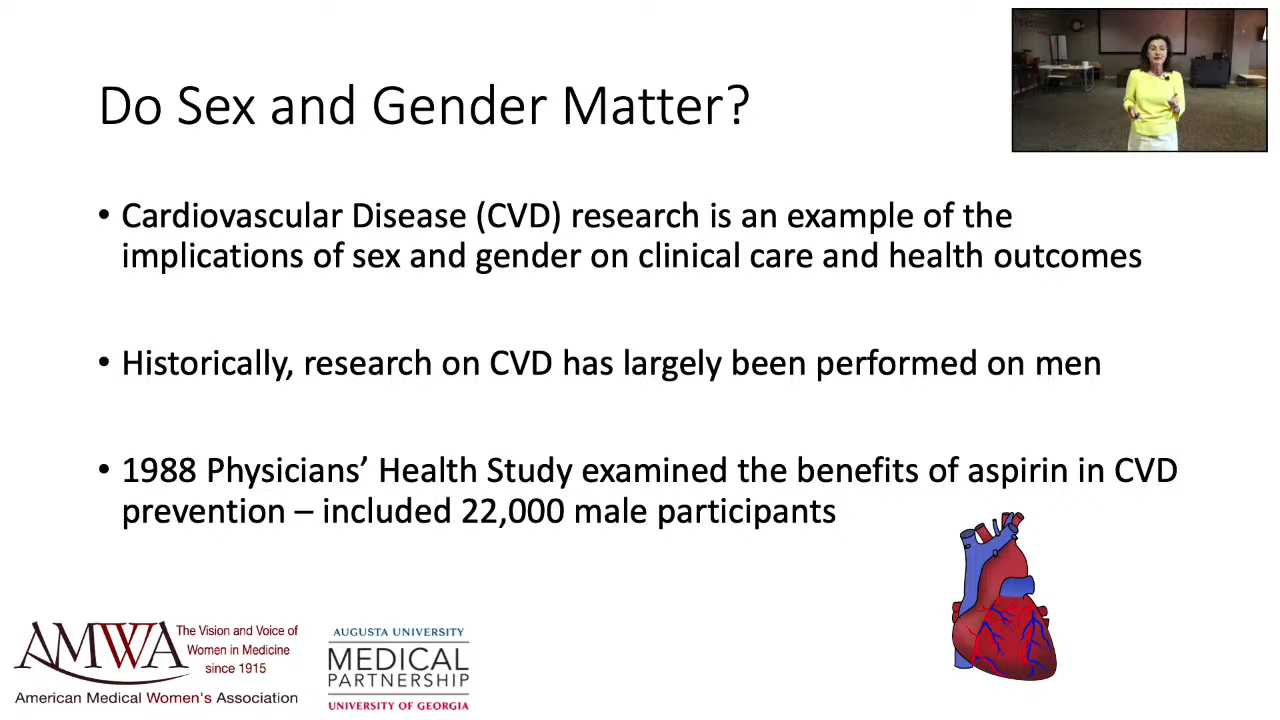 Do Sex and Gender Matter?
• Cardiovascular Disease (CVD) research is an example of the
implications of sex and gender on clinical care and health outcomes
• Historically, research on CVD has largely been performed on men
• 1988 Physicians’ Health Study examined the benefits of aspirin in CVD
prevention – included 22,000 male participants
AMWA
The Vision and Voice of
Women in Medicine
since 1915
American Medical Women's Association
AUGUSTA UNIVERSITY
MEDICAL
PARTNERSHIP
UNIVERSITY OF GEORGIA